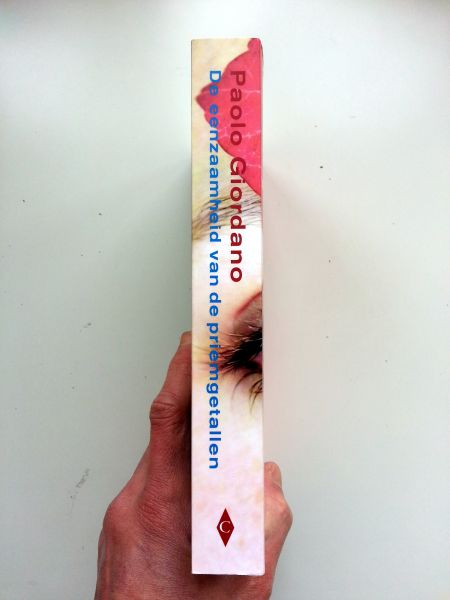 Paolo Giordano
De eenzaamheid van de priemgetallen
C